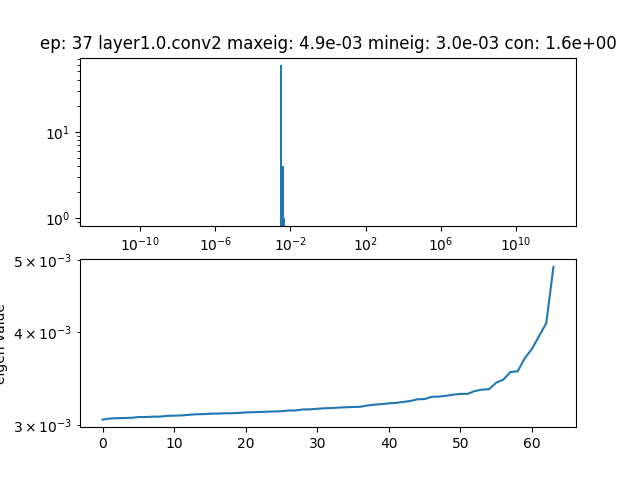 ep: 37 layer1.0.conv2 maxeig: 4.9e-03 mineig: 3.0e-03 con: 1.6e+00
10¹
10⁰
10⁻¹⁰ 10⁻⁶ 10⁻² 10² 10⁶ 10¹⁰
5 × 10⁻³
4 × 10⁻³
3 × 10⁻³
eigen value
0 10 20 30 40 50 60